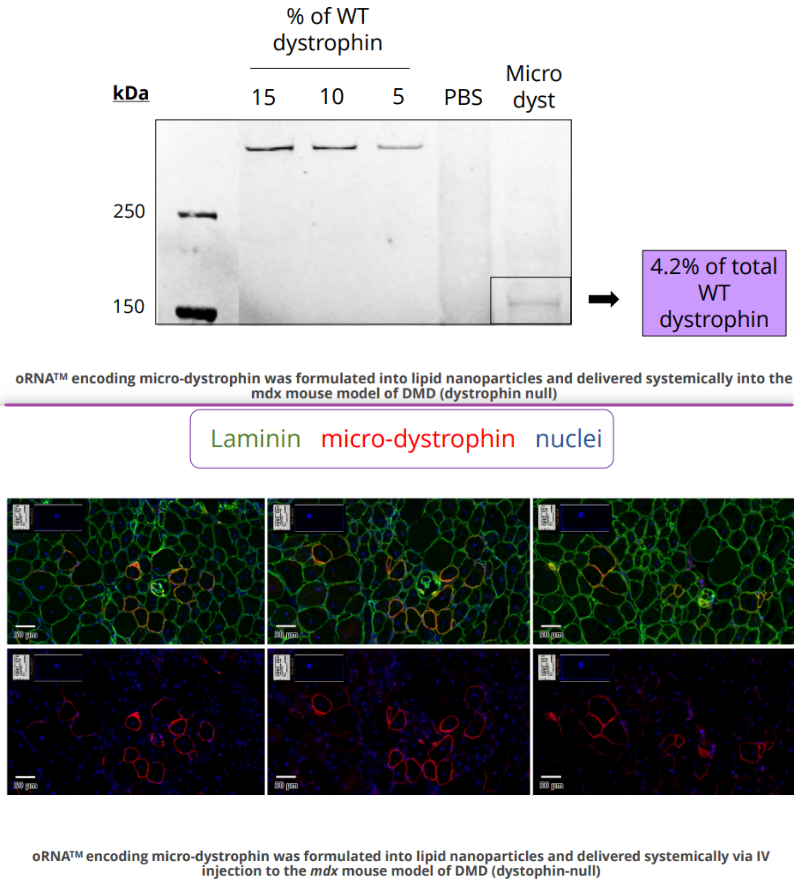 % of WT
dystrophin
kDa
15 10 5 PBS Micro
dyst
250
150
4.2% of total
WT
dystrophin
oRNA™ encoding micro-dystrophin was formulated into lipid nanoparticles and delivered systemically into the
mdx mouse model of DMD (dystrophin null)
Laminin micro-dystrophin nuclei
50 µm 50 µm 50 µm
50 µm 50 µm 50 µm
oRNA™ encoding micro-dystrophin was formulated into lipid nanoparticles and delivered systemically via IV
injection to the mdx mouse model of DMD (dystophin-null)